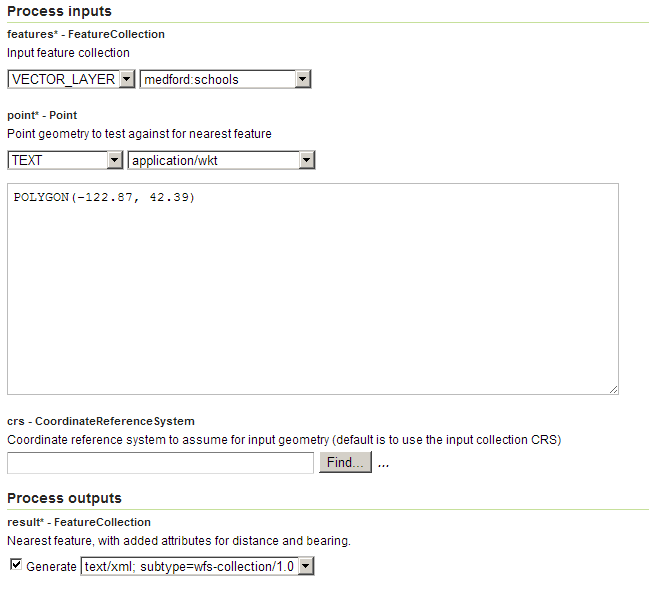 Process inputs
features* - FeatureCollection
Input feature collection
VECTOR_LAYER medford:schools
point* - Point
Point geometry to test against for nearest feature
TEXT application/wkt
POLYGON(-122.87, 42.39)
crs - CoordinateReferenceSystem
Coordinate reference system to assume for input geometry (default is to use the input collection CRS)
Find... ...
Process outputs
result* - FeatureCollection
Nearest feature, with added attributes for distance and bearing.
Generate text/xml; subtype=wfs-collection/1.0